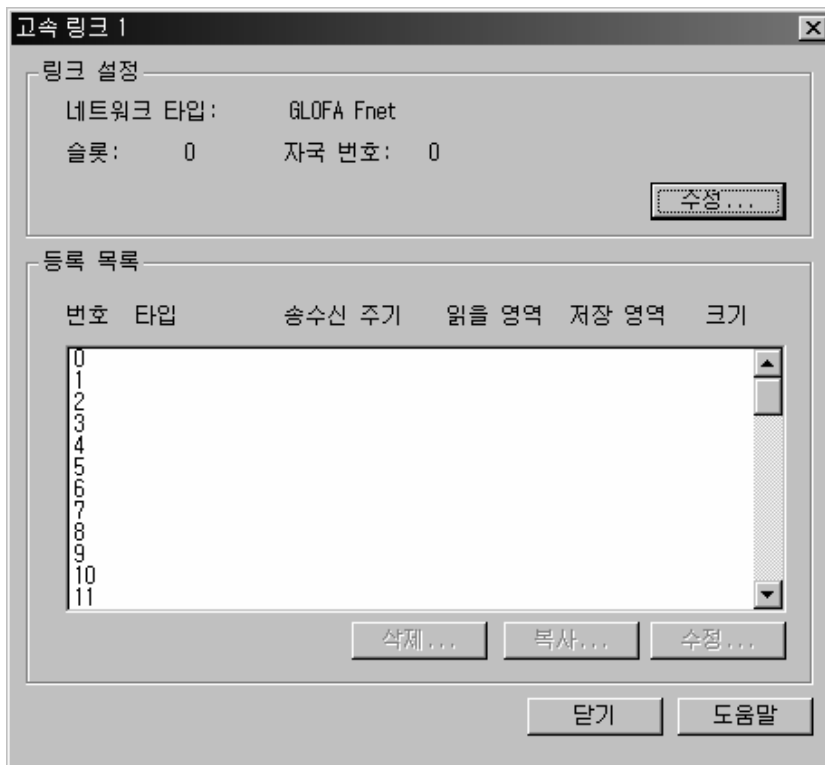 고속 링크 1
링크 설정
네트워크 타입: GLOFA Fnet
슬롯: 0 자국 번호: 0
수정...
등록 목록
번호 타입 송수신 주기 읽을 영역 저장 영역 크기
0
1
2
3
4
5
6
7
8
9
10
11
삭제... 복사... 수정...
닫기 도움말